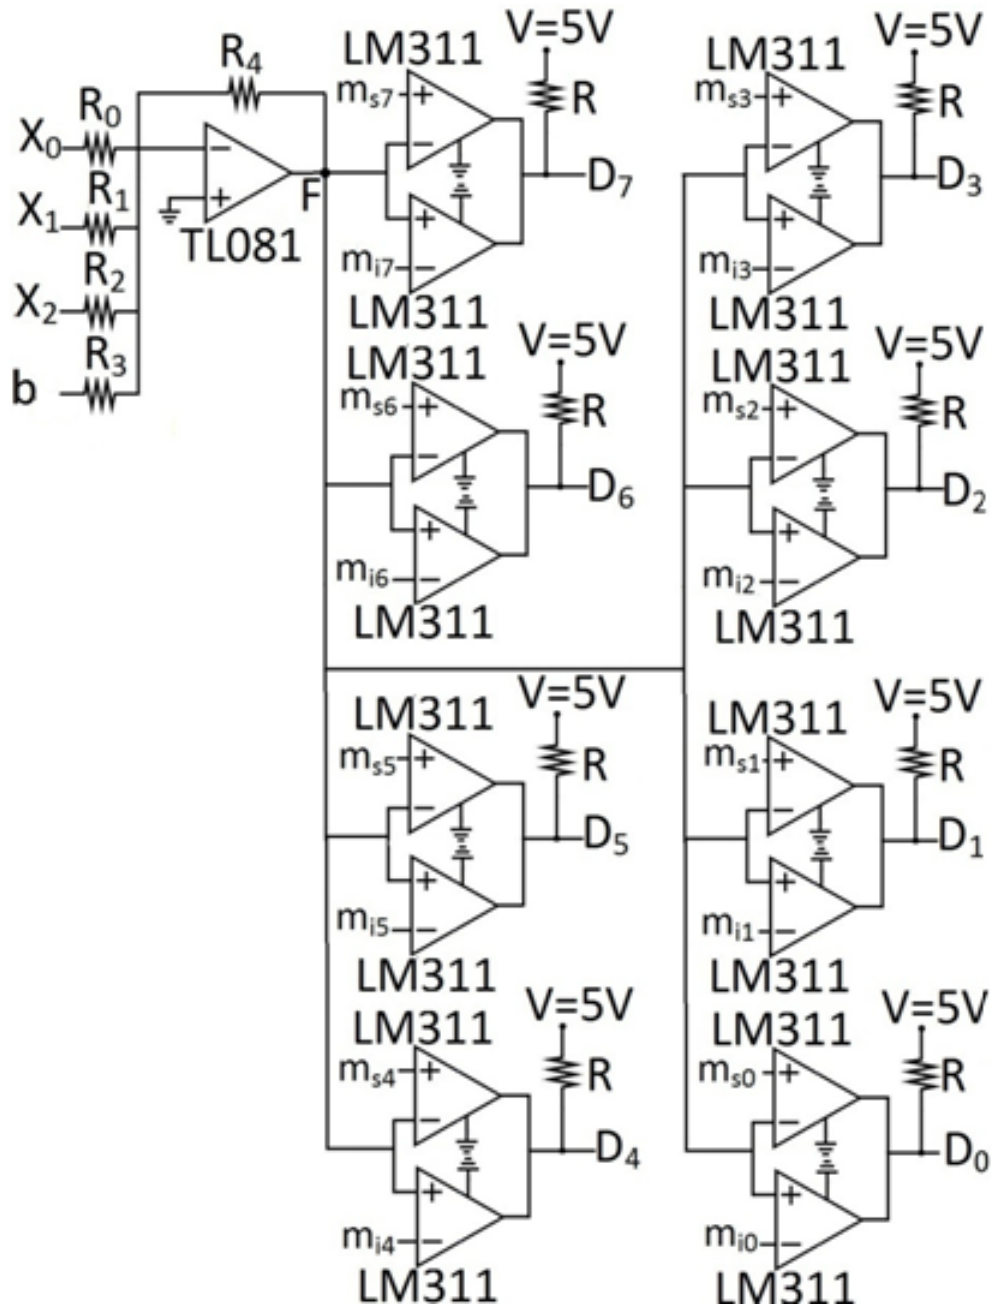 R₄
R₀
X₀
R₁
X₁
R₂
X₂
R₃
b
−
+
TL081
F
LM311
V=5V
mₛ₇
+
R
−
D₇
+
mᵢ₇
−
LM311
LM311
V=5V
mₛ₆
+
R
−
D₆
+
mᵢ₆
−
LM311
LM311
V=5V
mₛ₅
+
R
−
D₅
+
mᵢ₅
−
LM311
LM311
V=5V
mₛ₄
+
R
−
D₄
+
mᵢ₄
−
LM311
LM311
V=5V
mₛ₃
+
R
−
D₃
+
mᵢ₃
−
LM311
LM311
V=5V
mₛ₂
+
R
−
D₂
+
mᵢ₂
−
LM311
LM311
V=5V
mₛ₁
+
R
−
D₁
+
mᵢ₁
−
LM311
LM311
V=5V
mₛ₀
+
R
−
D₀
+
mᵢ₀
−
LM311